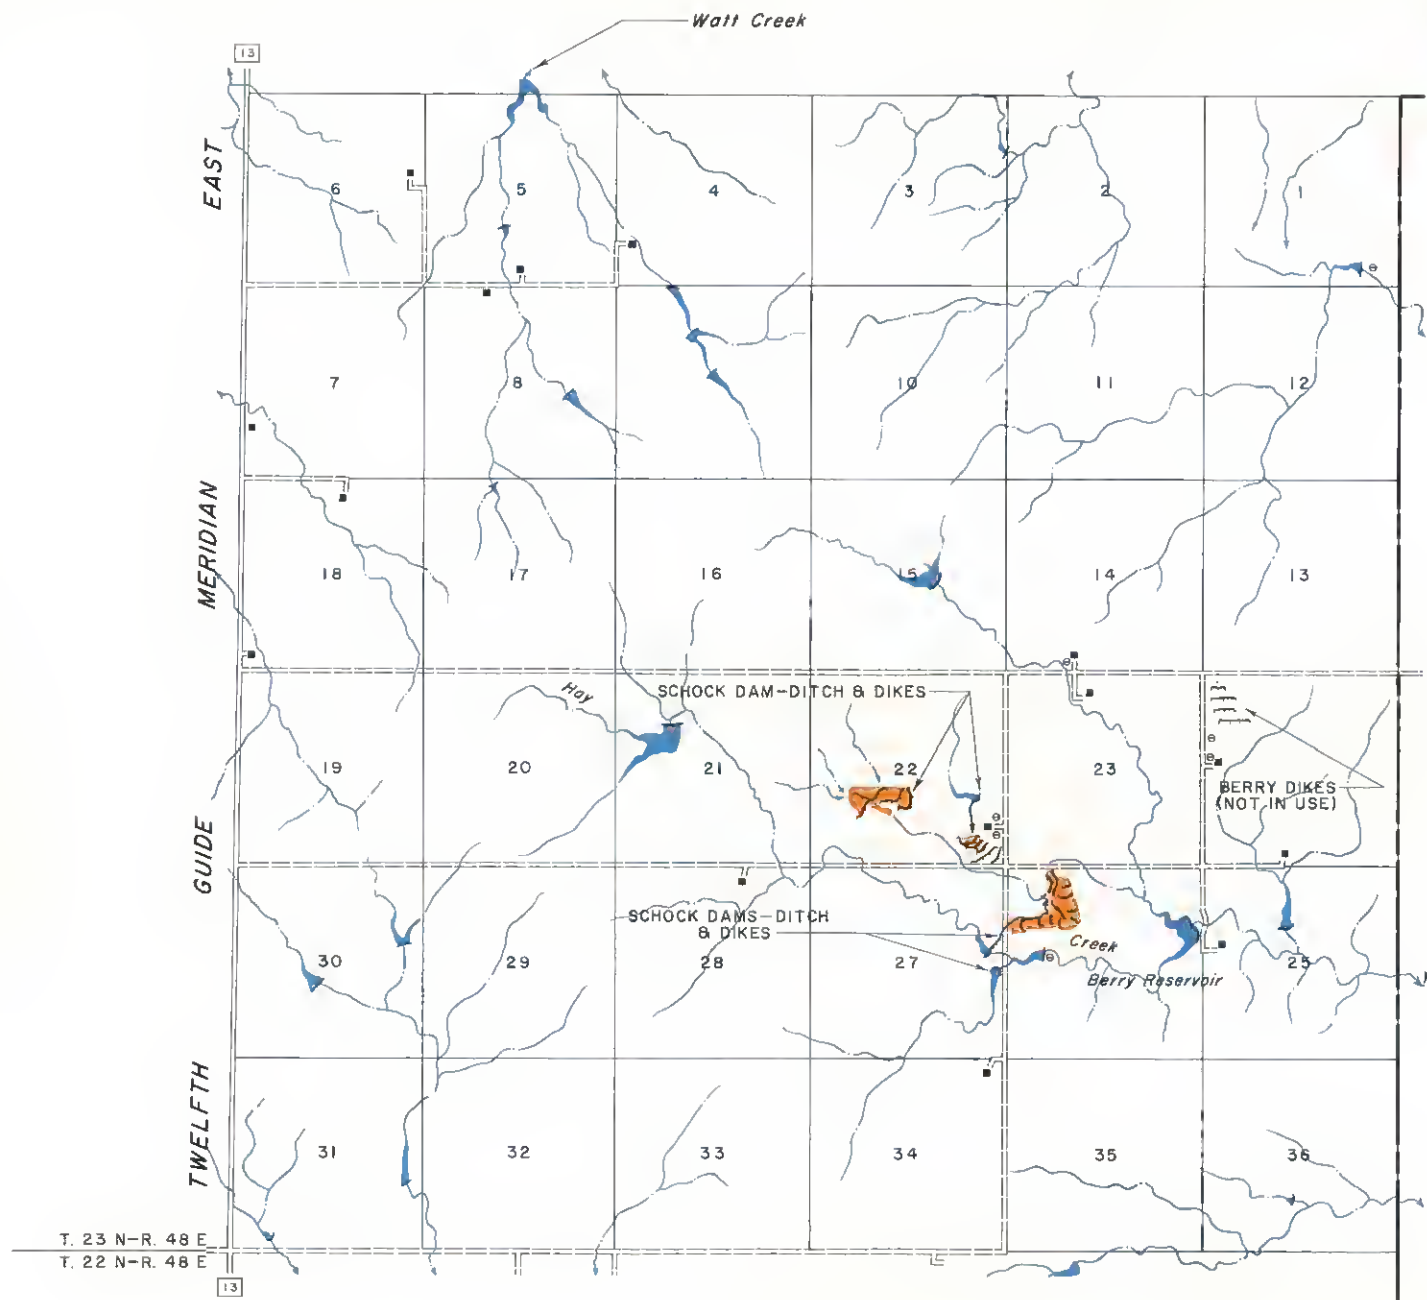 Watt Creek
13
EAST
6
5
4
3
2
1
7
8
10
11
12
MERIDIAN
18
17
16
15
14
13
Hay
SCHOCK DAM-DITCH & DIKES
19
20
21
22
23
BERRY DIKES
(NOT IN USE)
GUIDE
SCHOCK DAMS-DITCH
& DIKES
Creek
30
29
28
27
25
Berry Reservoir
TWELFTH
31
32
33
34
35
36
T. 23 N-R. 48 E
T. 22 N-R. 48 E
13